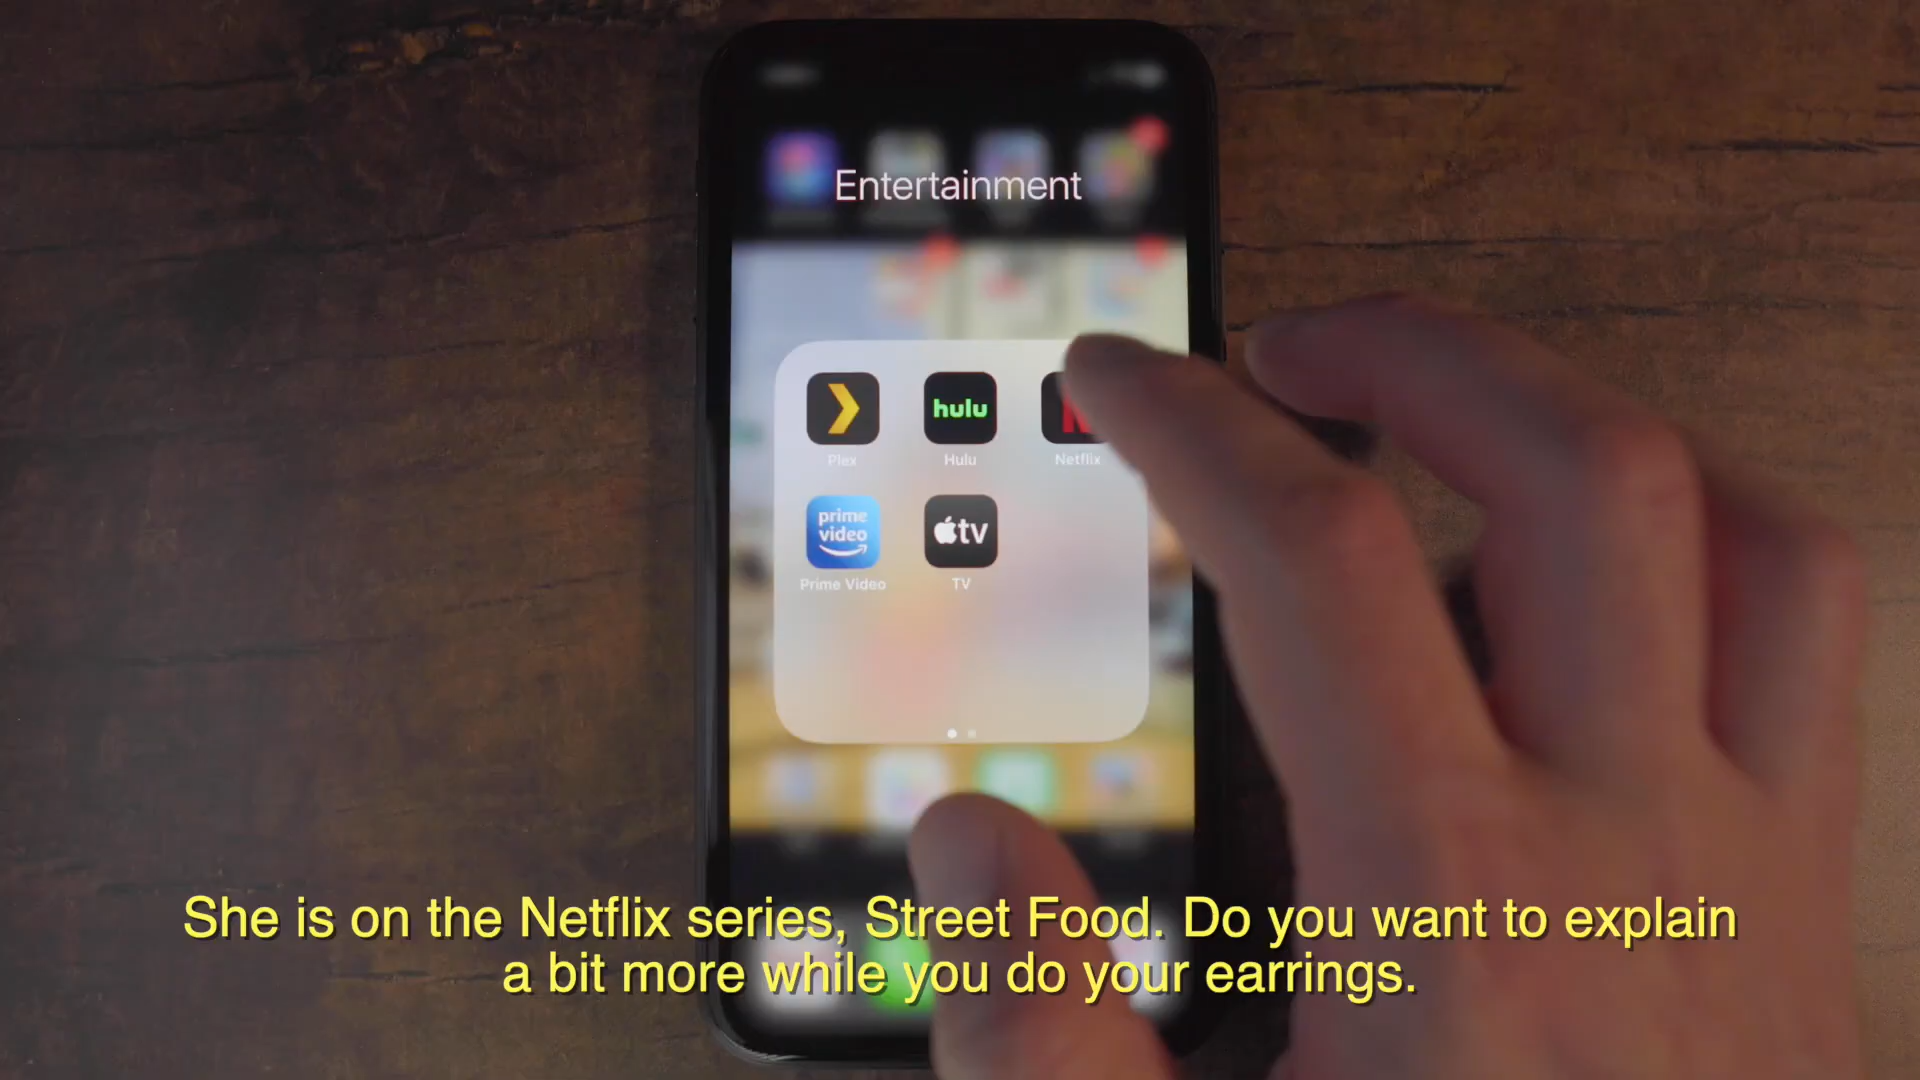 Entertainment
hulu
Plex
Hulu
Netflix
prime
video
tv
Prime Video
TV
She is on the Netflix series, Street Food. Do you want to explain
a bit more while you do your earrings.